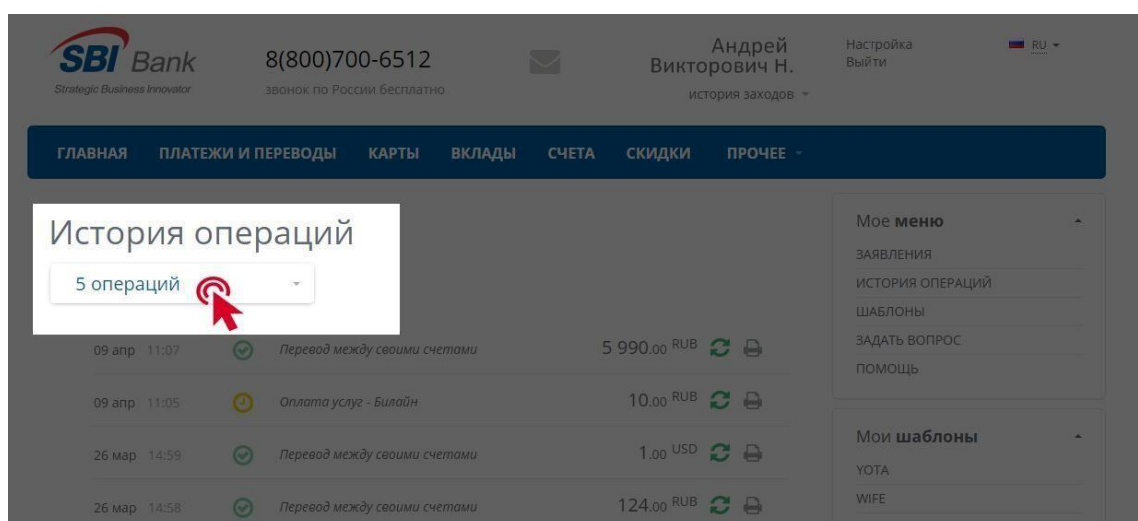 SBI Bank
Strategic Business Innovator
8(800)700-6512
звонок по России бесплатно
Андрей
Викторович Н.
история заходов
Настройка
Выйти
RU
ГЛАВНАЯ ПЛАТЕЖИ И ПЕРЕВОДЫ КАРТЫ ВКЛАДЫ СЧЕТА СКИДКИ ПРОЧЕЕ
История операций
5 операций
09 апр 11:07 Перевод между своими счетами 5 990.00 RUB
09 апр 11:05 Оплата услуг - Билайн 10.00 RUB
26 мар 14:59 Перевод между своими счетами 1.00 USD
26 мар 14:58 Перевод между своими счетами 124.00 RUB
Мое меню
ЗАЯВЛЕНИЯ
ИСТОРИЯ ОПЕРАЦИЙ
ШАБЛОНЫ
ЗАДАТЬ ВОПРОС
ПОМОЩЬ
Мои шаблоны
YOTA
WIFE